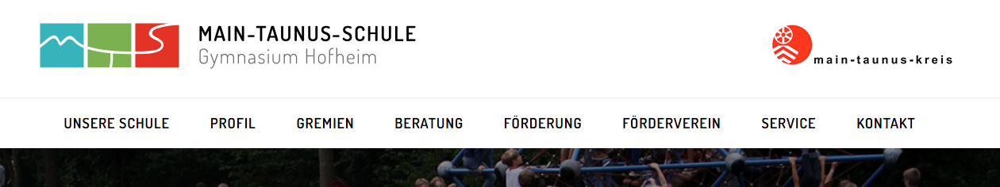 MAIN-TAUNUS-SCHULE
Gymnasium Hofheim
main-taunus-kreis
UNSERE SCHULE PROFIL GREMIEN BERATUNG FÖRDERUNG FÖRDERVEREIN SERVICE KONTAKT